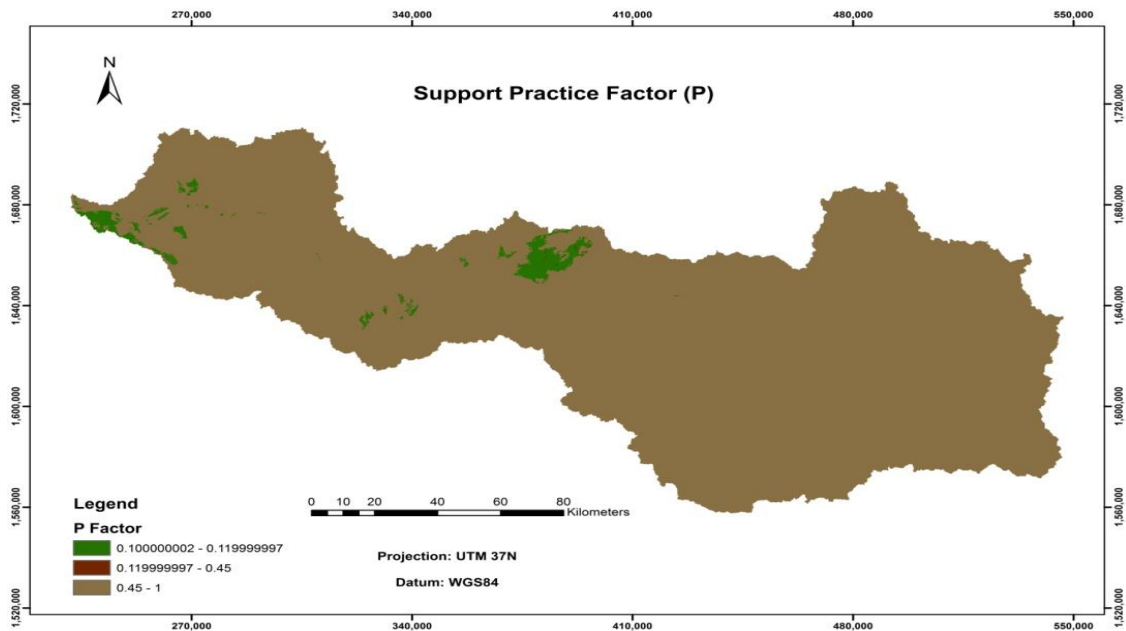 270,000 340,000 410,000 480,000 550,000
N
Support Practice Factor (P)
1,720,000 1,720,000
1,680,000 1,680,000
1,640,000 1,640,000
1,600,000 1,600,000
1,560,000 1,560,000
1,520,000 1,520,000
Legend
P Factor
0.100000002 - 0.119999997
0.119999997 - 0.45
0.45 - 1
0 10 20 40 60 80
Kilometers
Projection: UTM 37N
Datum: WGS84
270,000 340,000 410,000 480,000 550,000